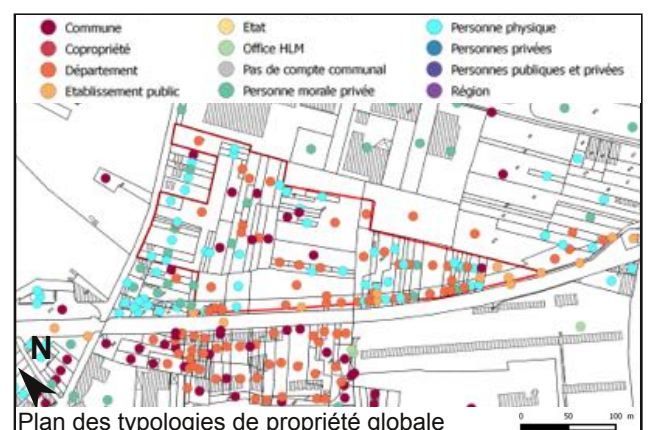 Commune
Copropriété
Département
Etablissement public
Etat
Office HLM
Pas de compte communal
Personne morale privée
Personne physique
Personnes privées
Personnes publiques et privées
Région
N
Plan des typologies de propriété globale
0 50 100 m